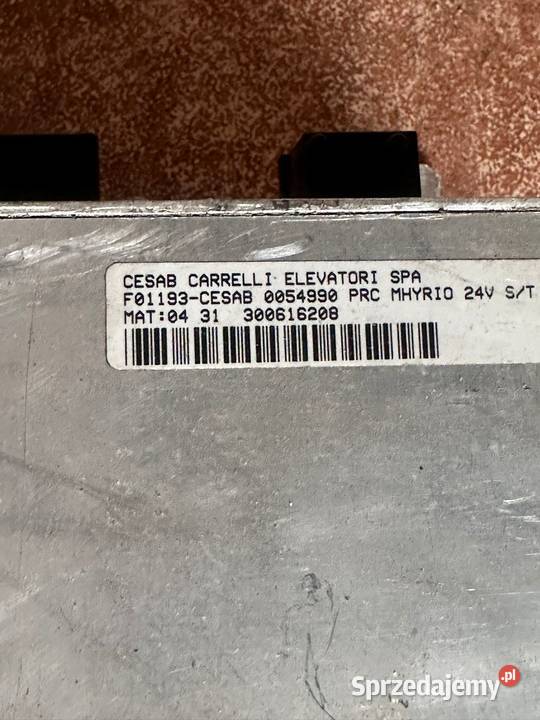 CESAB CARRELLI ELEVATORI SPA
F01193-CESAB 0054990 PRC MHYRIO 24V S/T
MAT:04 31 300616208
Sprzedajemy.pl